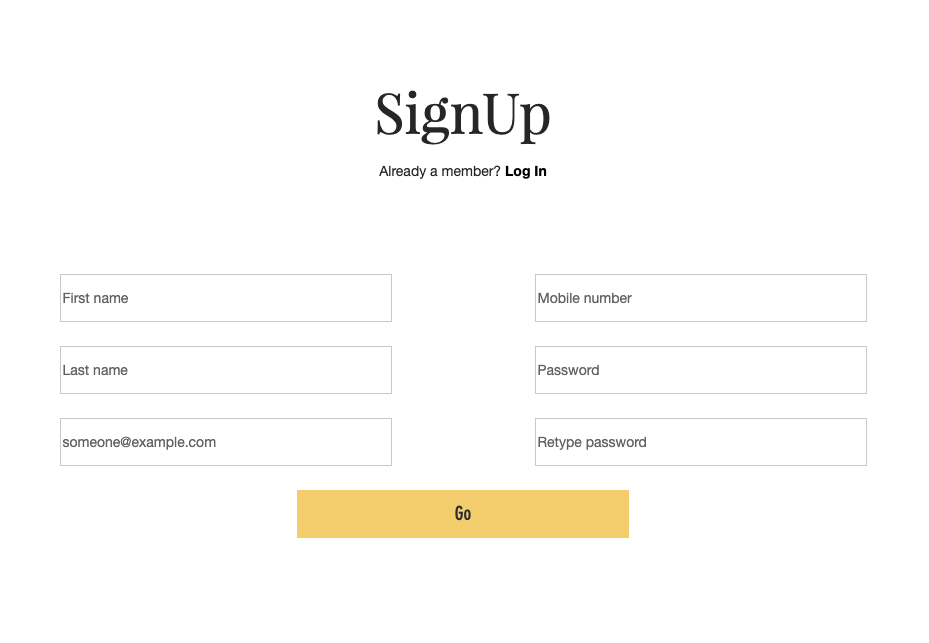 SignUp
Already a member? Log In
First name
Last name
someone@example.com
Mobile number
Password
Retype password
Go